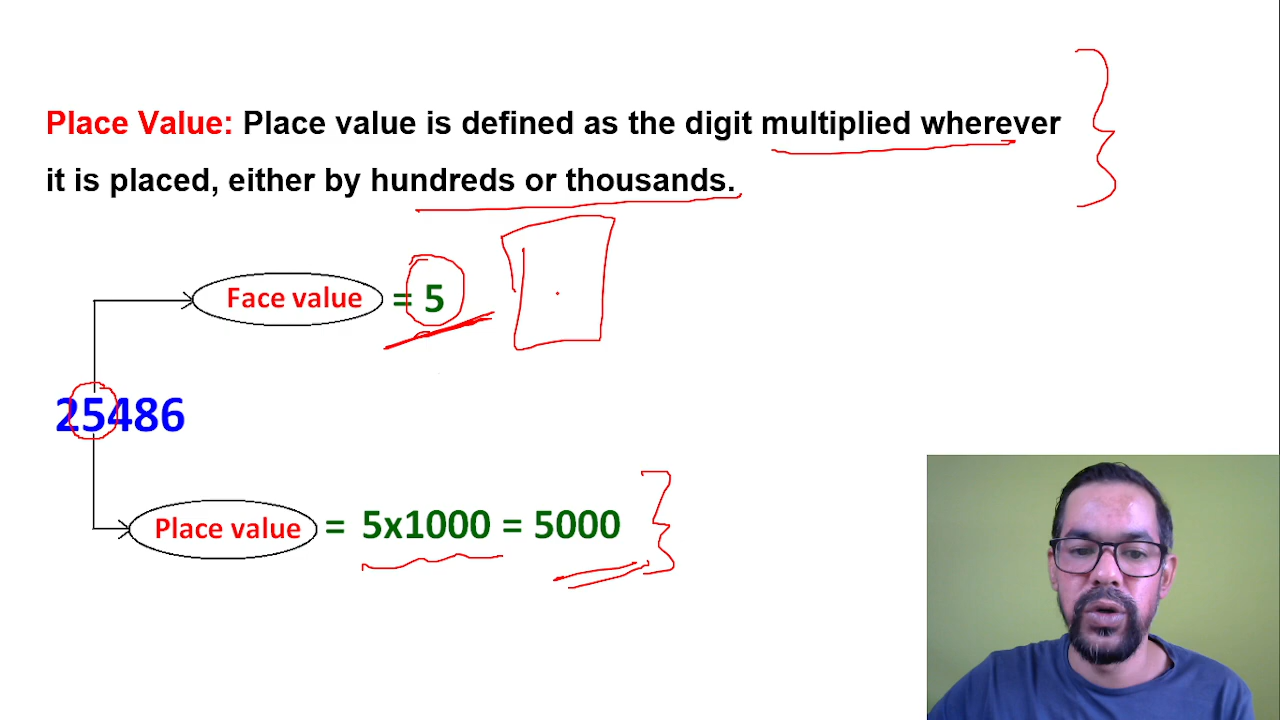 Place Value: Place value is defined as the digit multiplied wherever
it is placed, either by hundreds or thousands.
Face value = 5
25486
Place value = 5x1000 = 5000